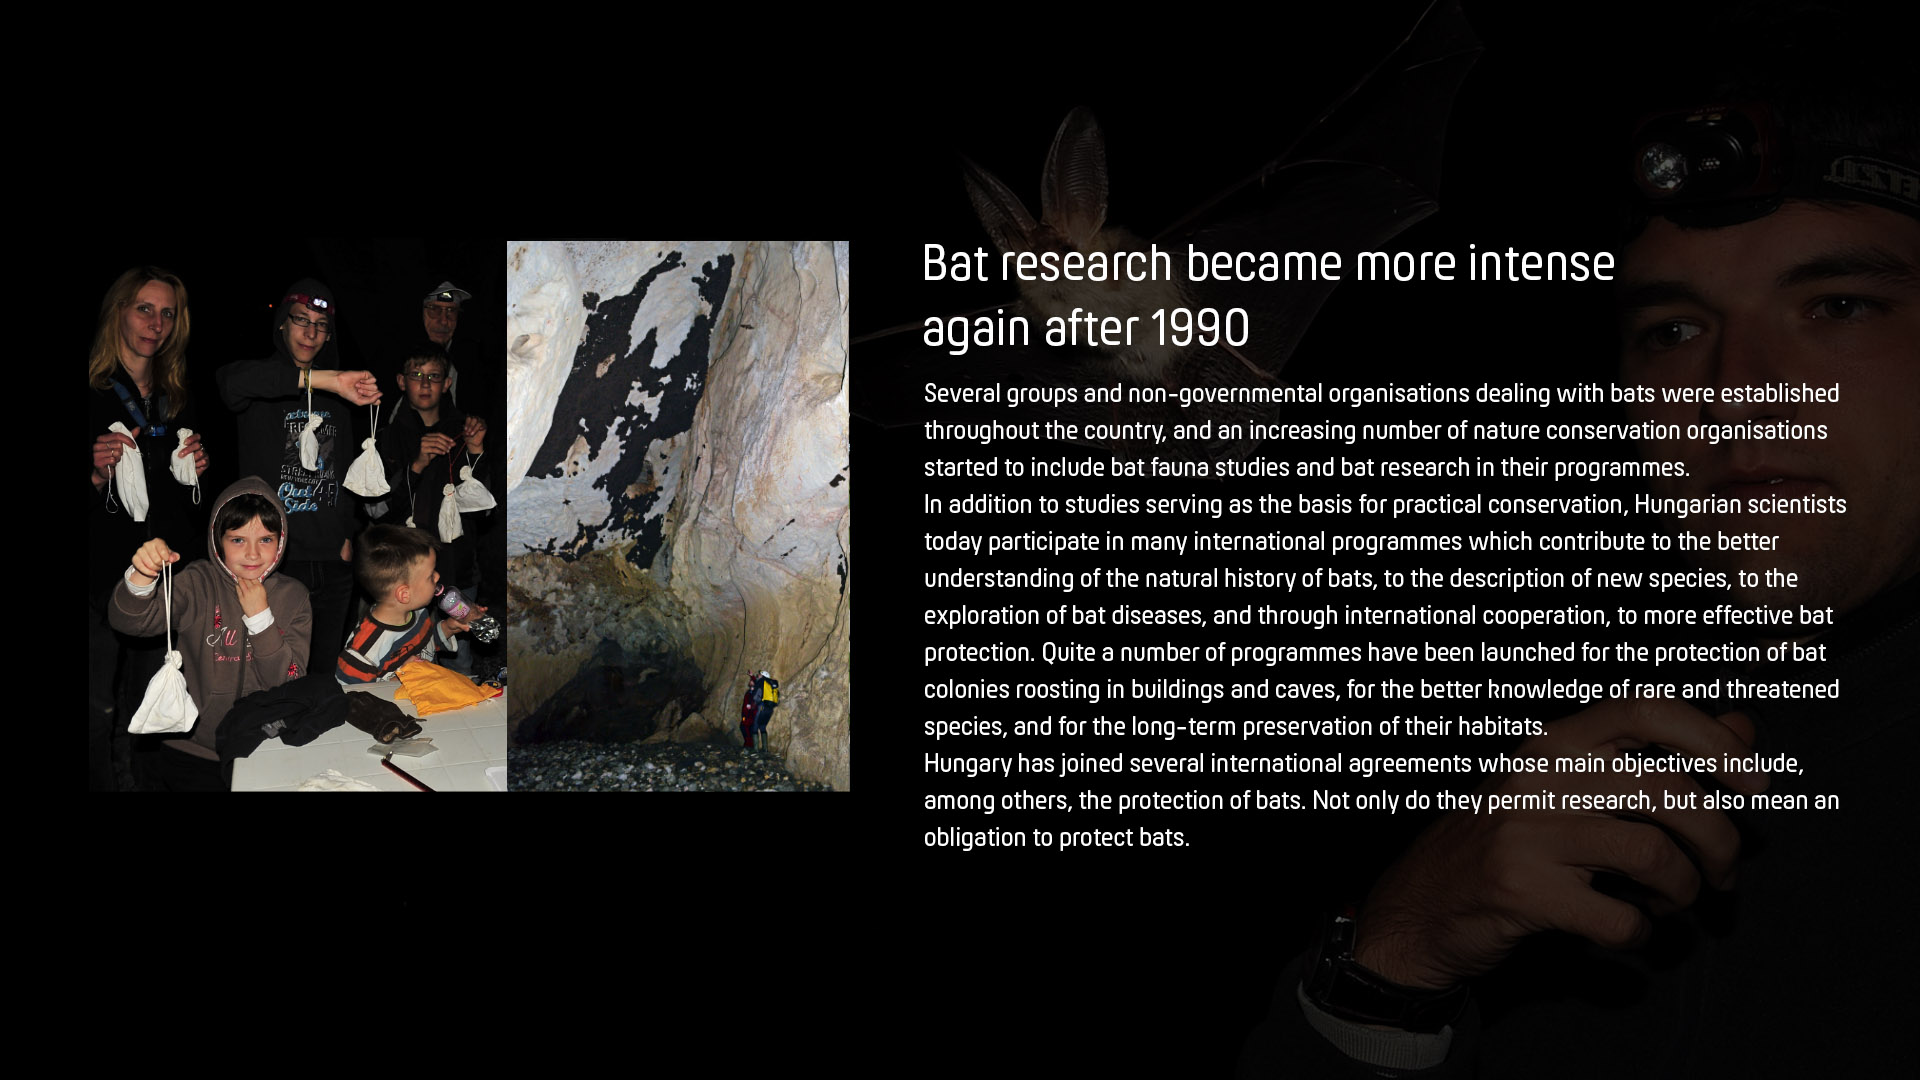 Bat research became more intense
again after 1990
Several groups and non-governmental organisations dealing with bats were established
throughout the country, and an increasing number of nature conservation organisations
started to include bat fauna studies and bat research in their programmes.
In addition to studies serving as the basis for practical conservation, Hungarian scientists
today participate in many international programmes which contribute to the better
understanding of the natural history of bats, to the description of new species, to the
exploration of bat diseases, and through international cooperation, to more effective bat
protection. Quite a number of programmes have been launched for the protection of bat
colonies roosting in buildings and caves, for the better knowledge of rare and threatened
species, and for the long-term preservation of their habitats.
Hungary has joined several international agreements whose main objectives include,
among others, the protection of bats. Not only do they permit research, but also mean an
obligation to protect bats.
Out
Side
All